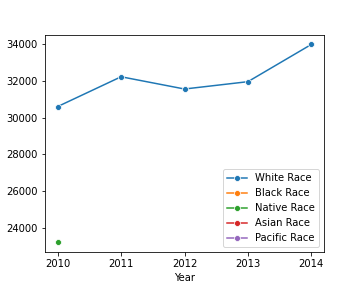 34000
32000
30000
28000
26000
24000
White Race
Black Race
Native Race
Asian Race
Pacific Race
2010 2011 2012 2013 2014
Year